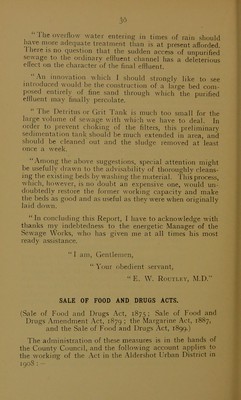 50
“ The overflow water entering in times of rain should
have more adequate treatment than is at present afforded.
There is no question that the sudden access of unpurified
sewage to the ordinary effluent channel has a deleterious
effect on the character of the final effluent.
“ An innovation which I should strongly like to see
introduced would be the construction of a large bed com-
posed entirely of fine sand through which the purified
effluent may finally percolate.
“ The Detritus or Grit Tank is much too small for the
large volume of sewage with which we have to deal. In
order to prevent choking of the filters, this preliminary
sedimentation tank should be much extended in area, and
should be cleaned out and the sludge removed at least
once a week.
“ Among the above suggestions, special attention might
be usefully drawn to the advisability of thoroughly cleans-
ing the existing beds by washing the material. This process,
which, however, is no doubt an expensive one, would un-
doubtedly restore the former working capacity and make
the beds as good and as useful as they were when originally
laid down.
“ In concluding this Report, I have to acknowledge with
thanks my indebtedness to the energetic Manager of the
Sewage Works, who has given me at all times his most
ready assistance.
“ I am, Gentlemen,
“ Your obedient servant,
“ E. W. ROUTLEY, M.D.”
SALE OF FOOD AND DRUGS ACTS.
(Sale of Food and Drugs Act, 1875 ; Sale of Food and
Drugs Amendment Act, 1879 ; the Margarine Act, 1887,
and the Sale of Food and Drugs Act, 1899.)
The administration of these measures is in the hands of
the County Council, and the following account applies to
the working of the Act in the Aldershot Urban District in
1908 : –